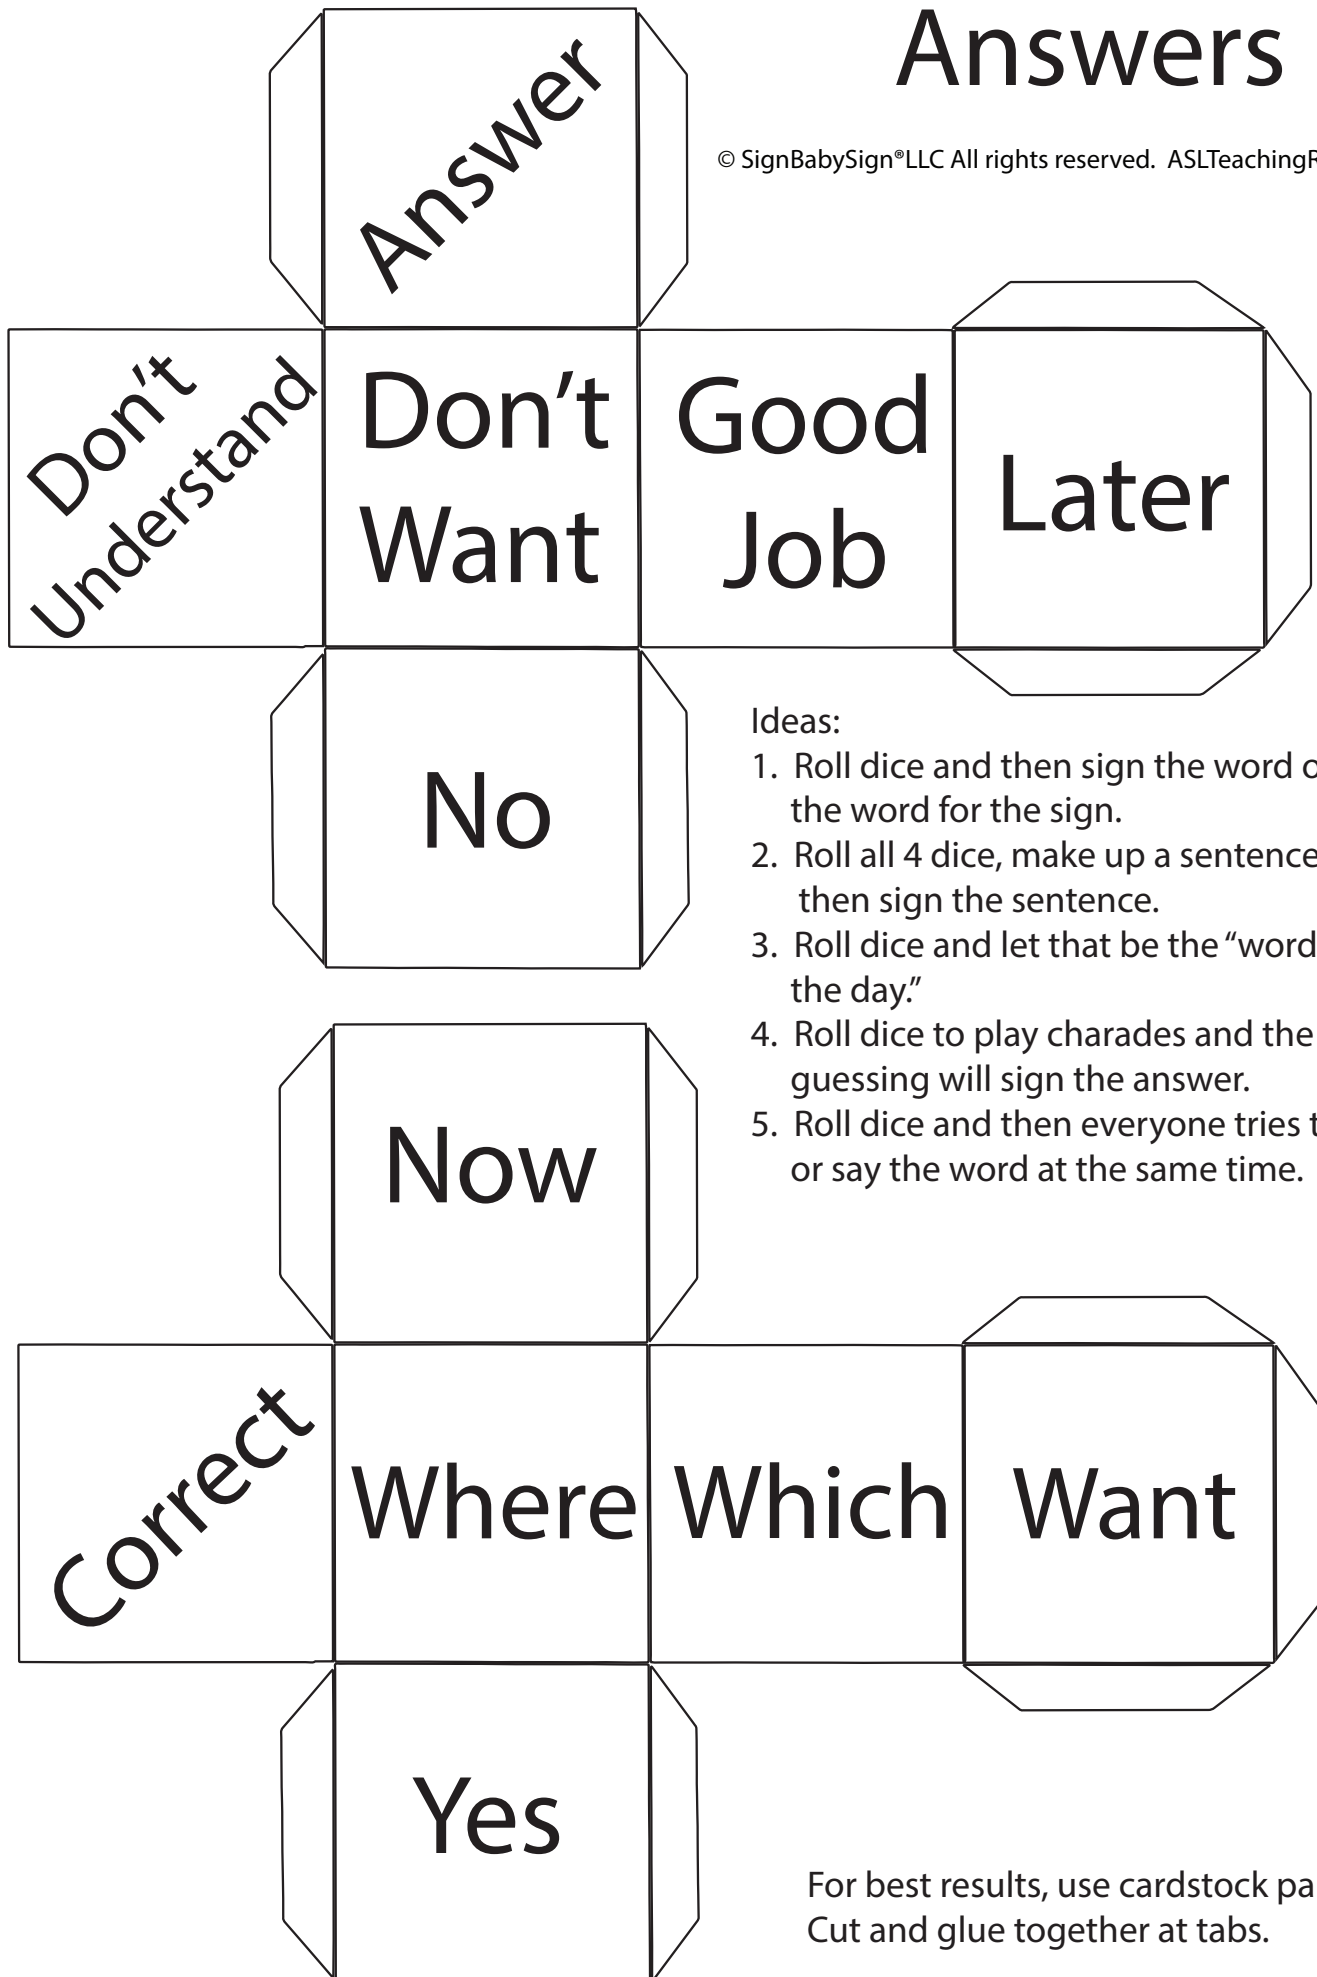 Answers
© SignBabySign®LLC All rights reserved. ASLTeachingR
Answer
Don't
Understand
Don't
Want
Good
Job
Later
No
Ideas:
1. Roll dice and then sign the word o
the word for the sign.
2. Roll all 4 dice, make up a sentence
then sign the sentence.
3. Roll dice and let that be the “word
the day.”
4. Roll dice to play charades and the
guessing will sign the answer.
5. Roll dice and then everyone tries t
or say the word at the same time.
Now
Correct
Where
Which
Want
Yes
For best results, use cardstock pa
Cut and glue together at tabs.